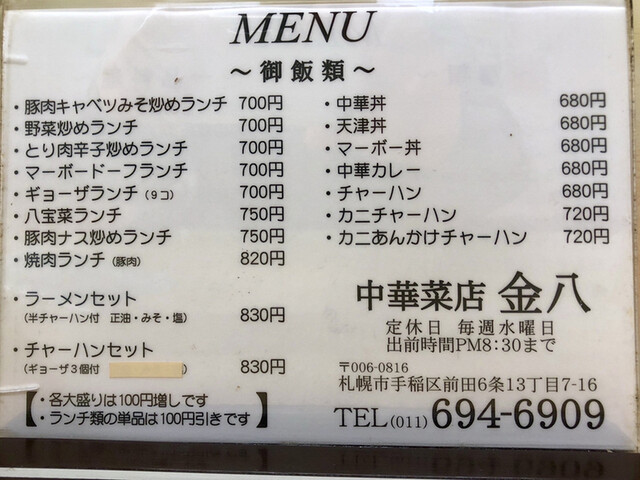 MENU
～御飯類～
・豚肉キャベツみそ炒めランチ 700円
・野菜炒めランチ 700円
・とり肉辛子炒めランチ 700円
・マーボードーフランチ 700円
・ギョーザランチ（９コ） 700円
・八宝菜ランチ 750円
・豚肉ナス炒めランチ 750円
・焼肉ランチ（豚肉） 820円
・ラーメンセット
（半チャーハン付 正油・みそ・塩） 830円
・チャーハンセット
（ギョーザ３個付 ） 830円
【・各大盛りは100円増しです
・ランチ類の単品は100円引きです】
・中華丼 680円
・天津丼 680円
・マーボー丼 680円
・中華カレー 680円
・チャーハン 680円
・カニチャーハン 720円
・カニあんかけチャーハン 720円
中華菜店 金八
定休日 毎週水曜日
出前時間PM8:30まで
〒006-0816
札幌市手稲区前田6条13丁目7-16
TEL(011)694-6909